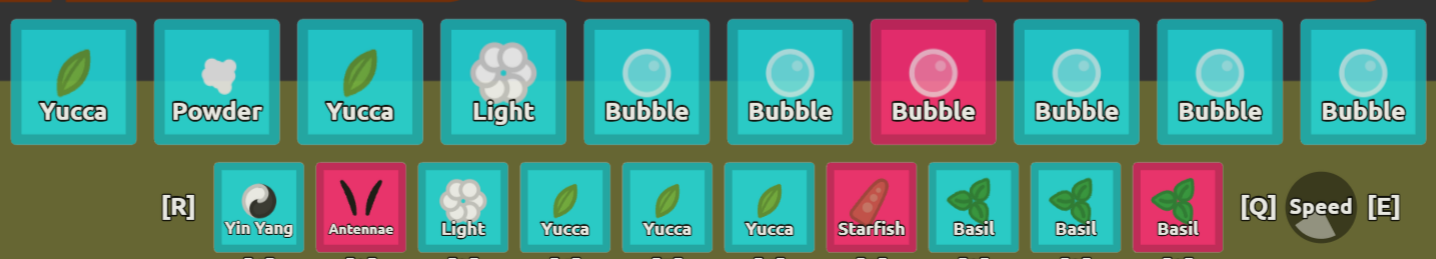 Yucca Powder Yucca Light Bubble Bubble Bubble Bubble Bubble Bubble
[R] Yin Yang Antennae Light Yucca Yucca Yucca Starfish Basil Basil Basil [Q] Speed [E]